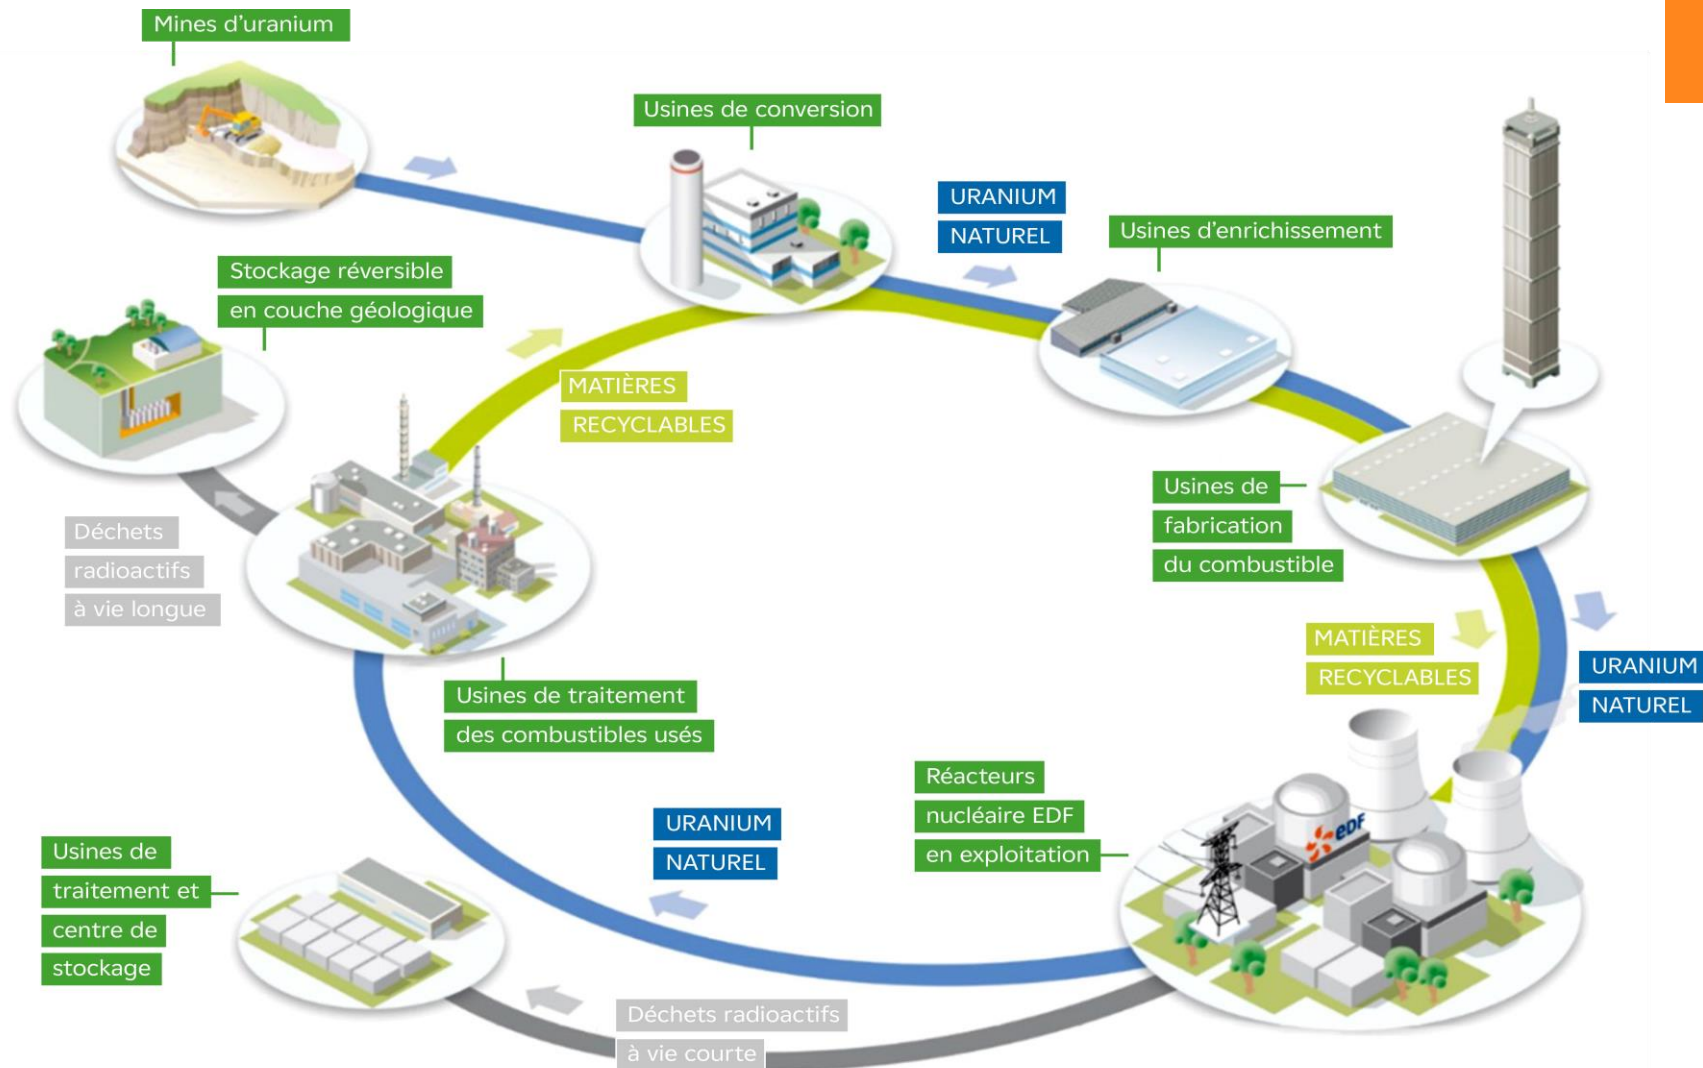 Mines d'uranium
Usines de conversion
URANIUM
NATUREL
Usines d'enrichissement
Stockage réversible
en couche géologique
MATIÈRES
RECYCLABLES
Usines de
fabrication
du combustible
Déchets
radioactifs
à vie longue
MATIÈRES
RECYCLABLES
URANIUM
NATUREL
Usines de traitement
des combustibles usés
Réacteurs
nucléaire EDF
en exploitation
eDF
URANIUM
NATUREL
Usines de
traitement et
centre de
stockage
Déchets radioactifs
à vie courte